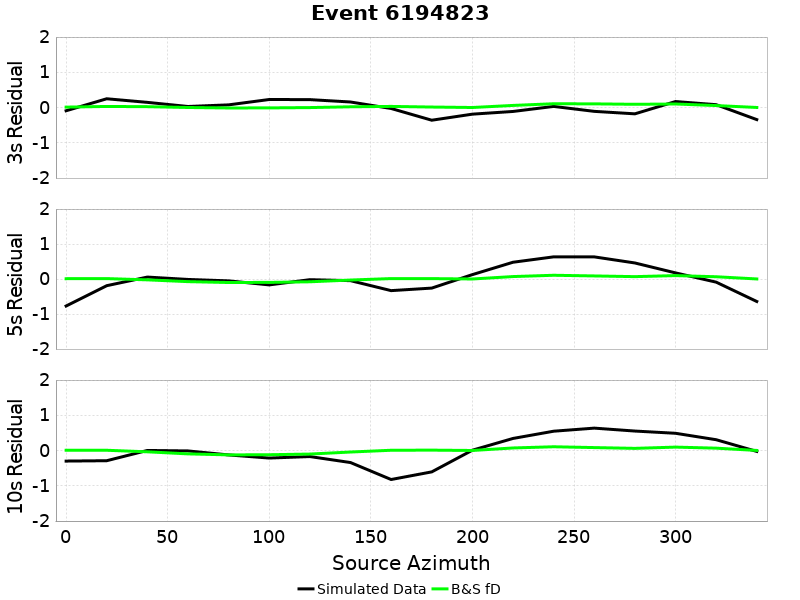 Event 6194823
2
1
0
-1
-2
3s Residual
2
1
0
-1
-2
5s Residual
2
1
0
-1
-2
10s Residual
0 50 100 150 200 250 300
Source Azimuth
Simulated Data B&S fD